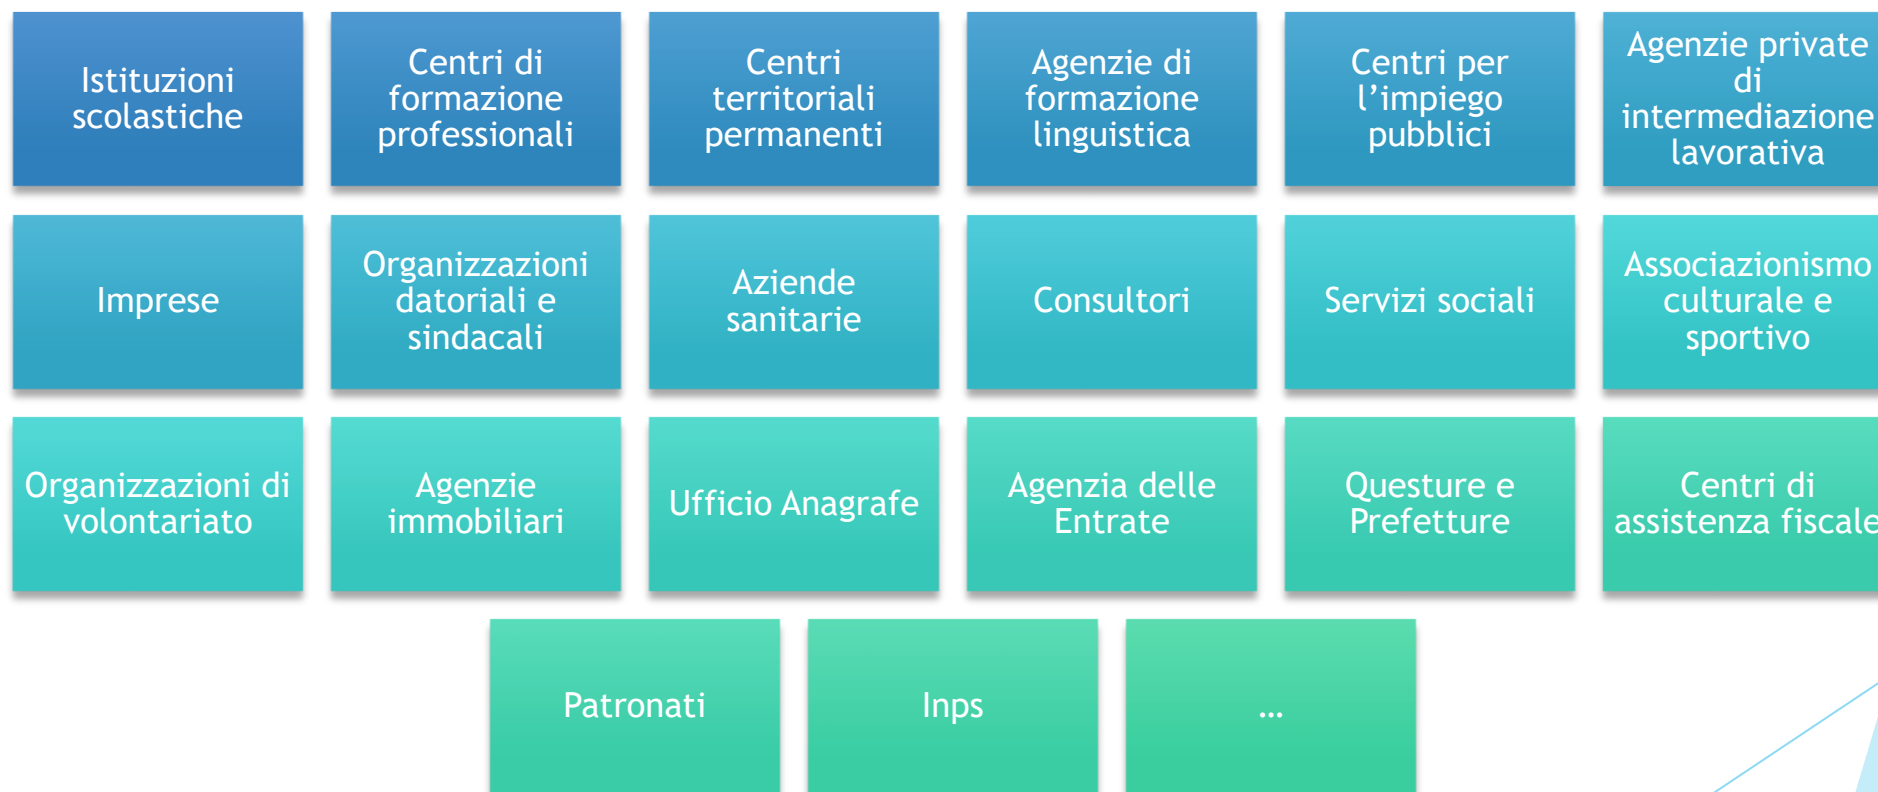 Istituzioni
scolastiche
Centri di
formazione
professionali
Centri
territoriali
permanenti
Agenzie di
formazione
linguistica
Centri per
l’impiego
pubblici
Agenzie private
di
intermediazione
lavorativa
Imprese
Organizzazioni
datoriali e
sindacali
Aziende
sanitarie
Consultori
Servizi sociali
Associazionismo
culturale e
sportivo
Organizzazioni di
volontariato
Agenzie
immobiliari
Ufficio Anagrafe
Agenzia delle
Entrate
Questure e
Prefetture
Centri di
assistenza fiscale
Patronati
Inps
…